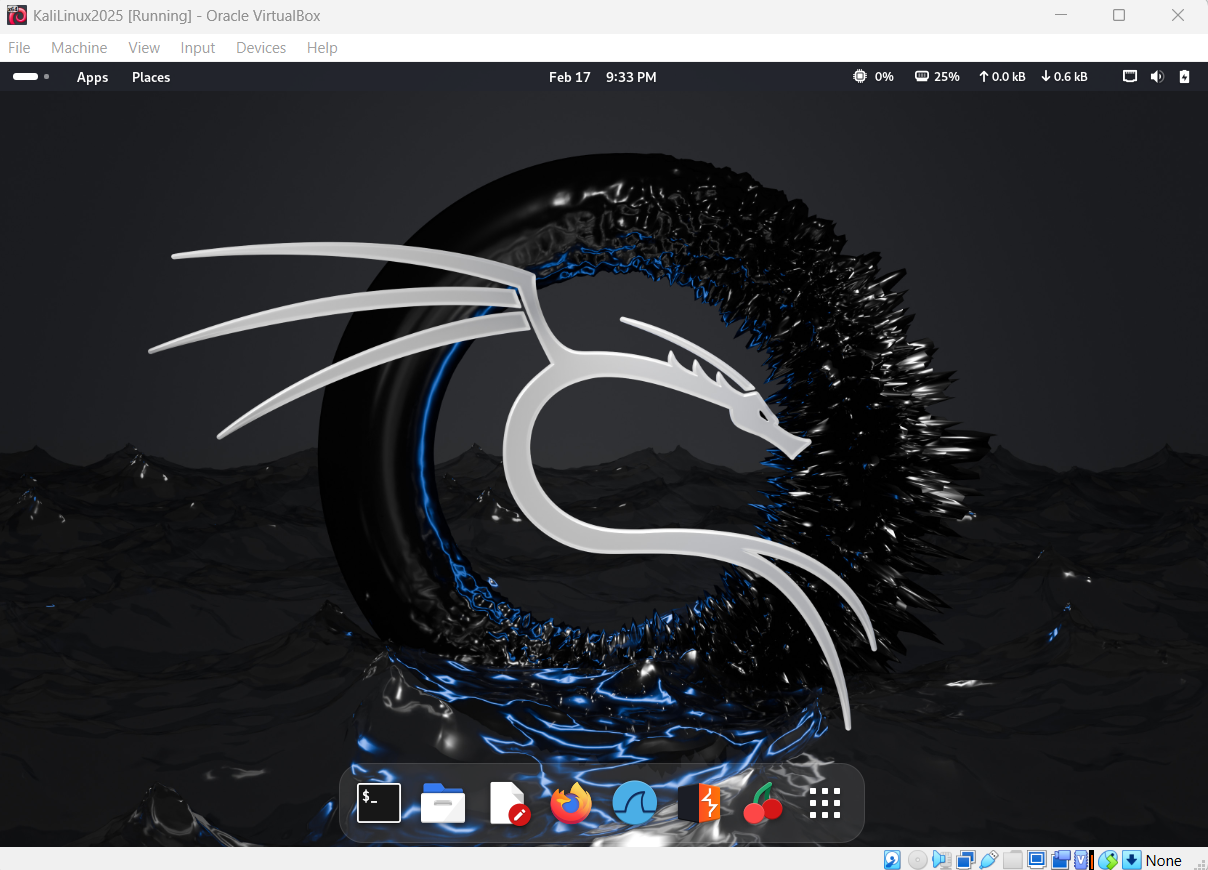 KaliLinux2025 [Running] - Oracle VirtualBox
File Machine View Input Devices Help
Apps Places Feb 17 9:33 PM 0% 25% ↑ 0.0 kB ↓ 0.6 kB
$_
V
None